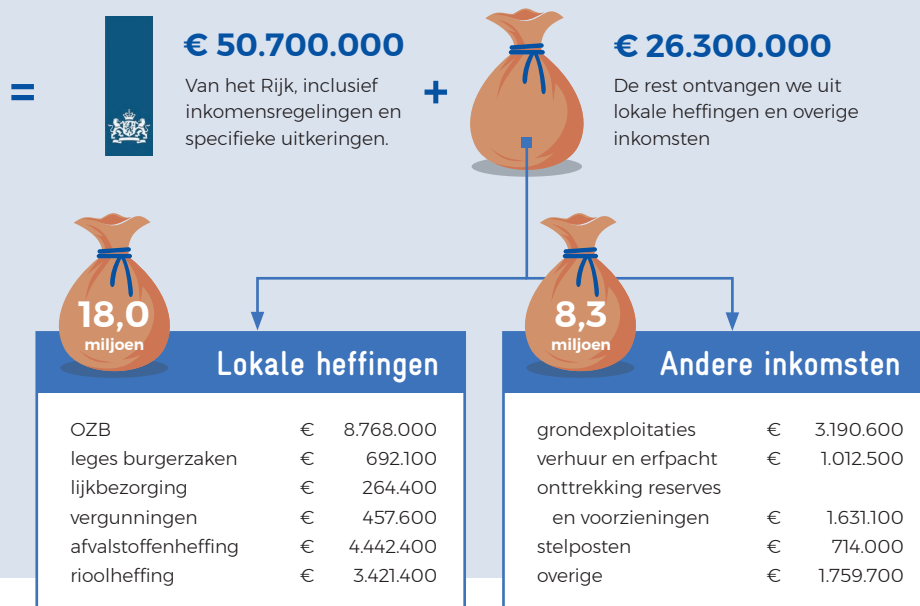 =
€ 50.700.000
Van het Rijk, inclusief
inkomensregelingen en
specifieke uitkeringen.
+
€ 26.300.000
De rest ontvangen we uit
lokale heffingen en overige
inkomsten
18,0
miljoen
Lokale heffingen
OZB € 8.768.000
leges burgerzaken € 692.100
lijkbezorging € 264.400
vergunningen € 457.600
afvalstoffenheffing € 4.442.400
rioolheffing € 3.421.400
8,3
miljoen
Andere inkomsten
grondexploitaties € 3.190.600
verhuur en erfpacht € 1.012.500
onttrekking reserves
en voorzieningen € 1.631.100
stelposten € 714.000
overige € 1.759.700